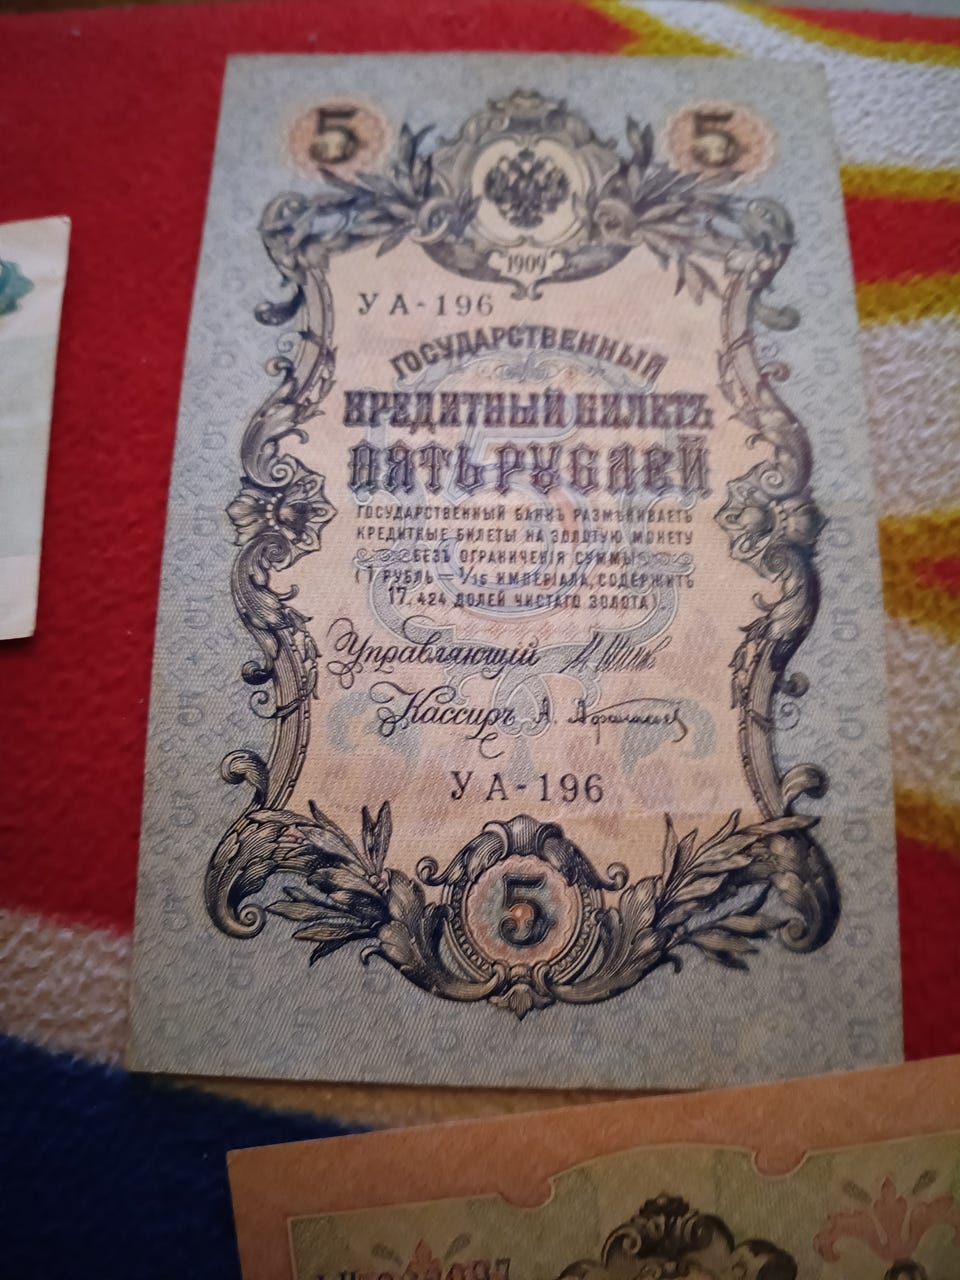 5 5
1909
УА-196
ГОСУДАРСТВЕННЫЙ
КРЕДИТНЫЙ БИЛЕТЪ
ПЯТЬ РУБЛЕЙ
ГОСУДАРСТВЕННЫЙ БАНКЪ РАЗМѢНИВАЕТЪ
КРЕДИТНЫЕ БИЛЕТЫ НА ЗОЛОТУЮ МОНЕТУ
БЕЗЪ ОГРАНИЧЕНІЯ СУММЫ
(1 РУБЛЬ = 1/15 ИМПЕРІАЛА, СОДЕРЖИТЪ
17,424 ДОЛЕЙ ЧИСТАГО ЗОЛОТА).
Управляющій
Кассиръ А.
УА-196
5